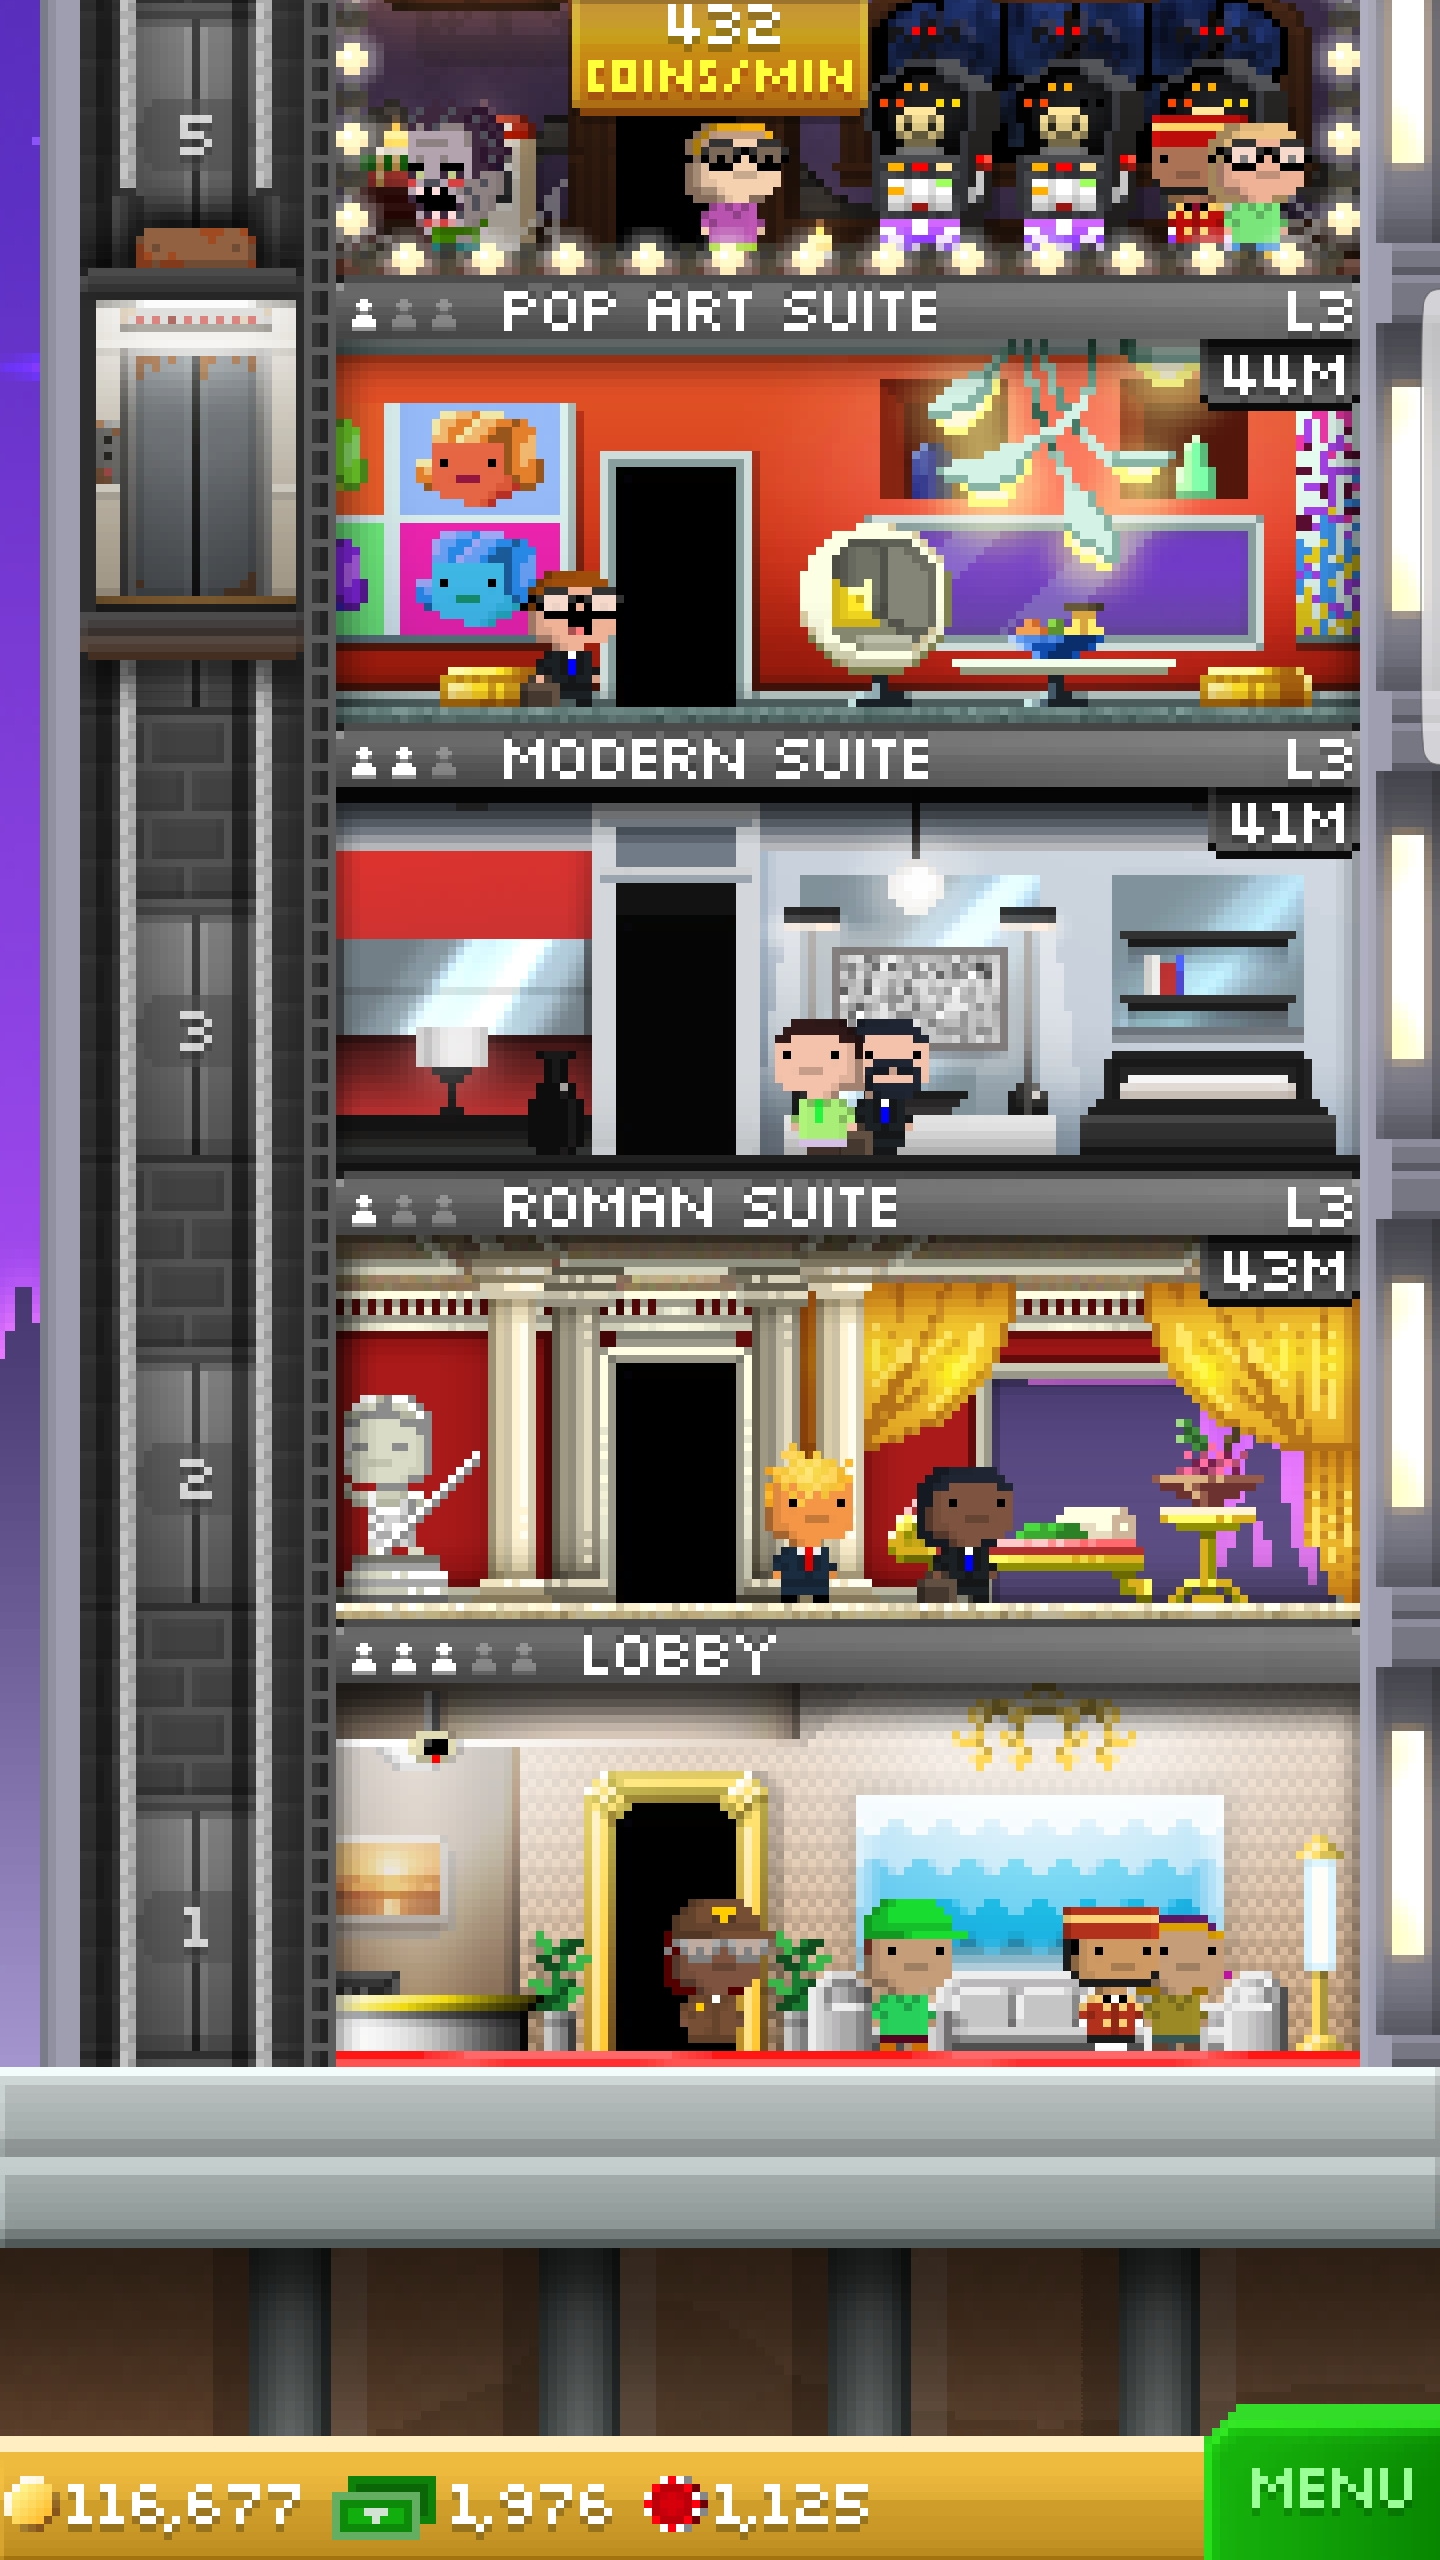 432
COINS/MIN
5
POP ART SUITE L3
44M
MODERN SUITE L3
41M
3
ROMAN SUITE L3
43M
2
LOBBY
1
116,677 1,976 1,125 MENU